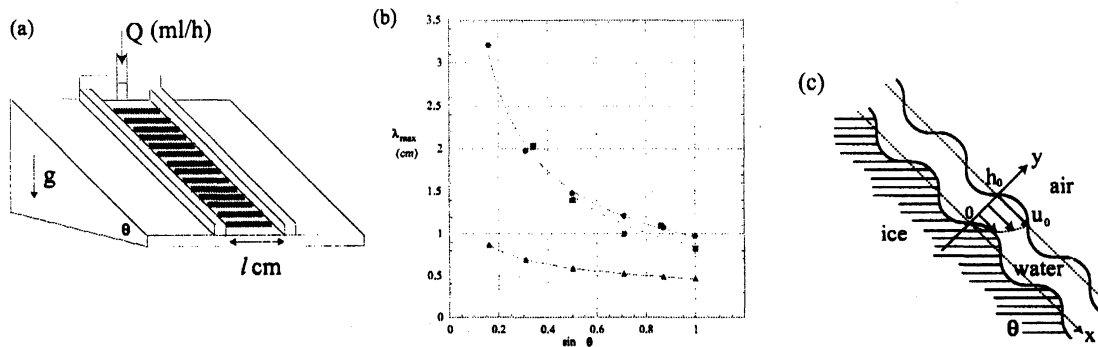 (a)
Q (ml/h)
g
θ
l cm
(b)
3.5
3
2.5
2
1.5
1
0.5
0
λmax
(cm)
0 0.2 0.4 0.6 0.8 1
sin θ
(c)
y
h₀
air
0
u₀
ice
water
θ
x